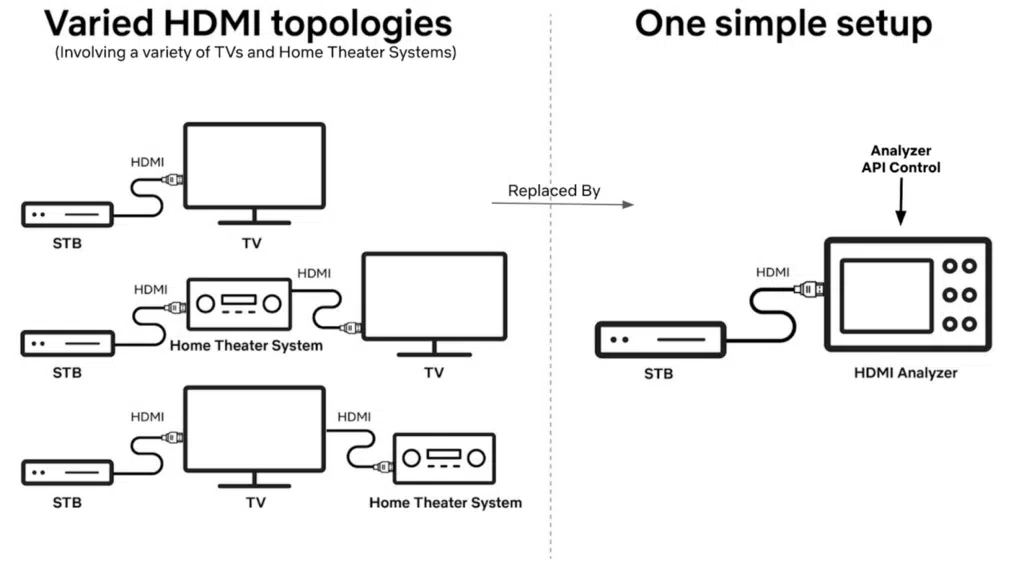 Varied HDMI topologies
(Involving a variety of TVs and Home Theater Systems)
HDMI
STB
TV
HDMI
HDMI
STB
Home Theater System
TV
HDMI
HDMI
STB
TV
Home Theater System
Replaced By
One simple setup
Analyzer
API Control
HDMI
STB
HDMI Analyzer